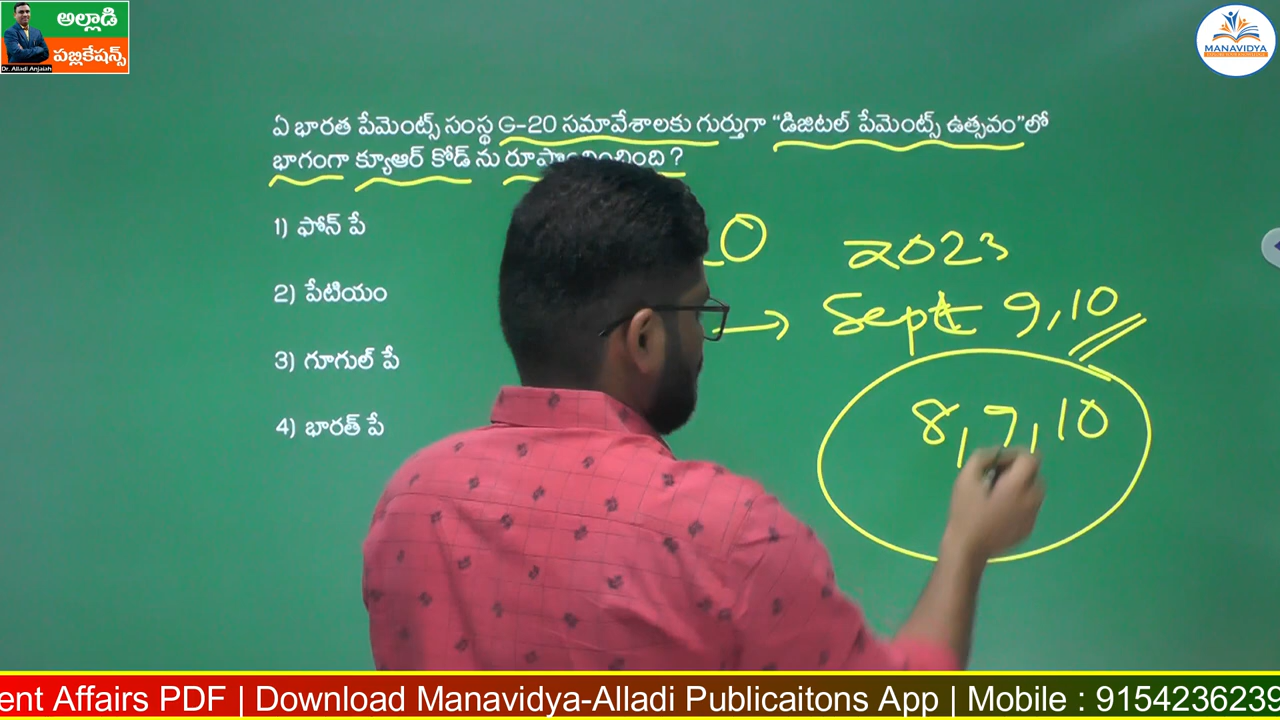 అల్లాడి
పబ్లికేషన్స్
Dr. Alladi Anjaiah
MANAVIDYA
ఏ భారత పేమెంట్స్ సంస్థ G-20 సమావేశాలకు గుర్తుగా “డిజిటల్ పేమెంట్స్ ఉత్సవం”లో
భాగంగా క్యూఆర్ కోడ్ ను ?
1) ఫోన్ పే
2) పేటియం
3) గూగుల్ పే
4) భారత్ పే
0 2023
→ Sept 9,10
8,9,10
ent Affairs PDF | Download Manavidya-Alladi Publicaitons App | Mobile : 9154236239